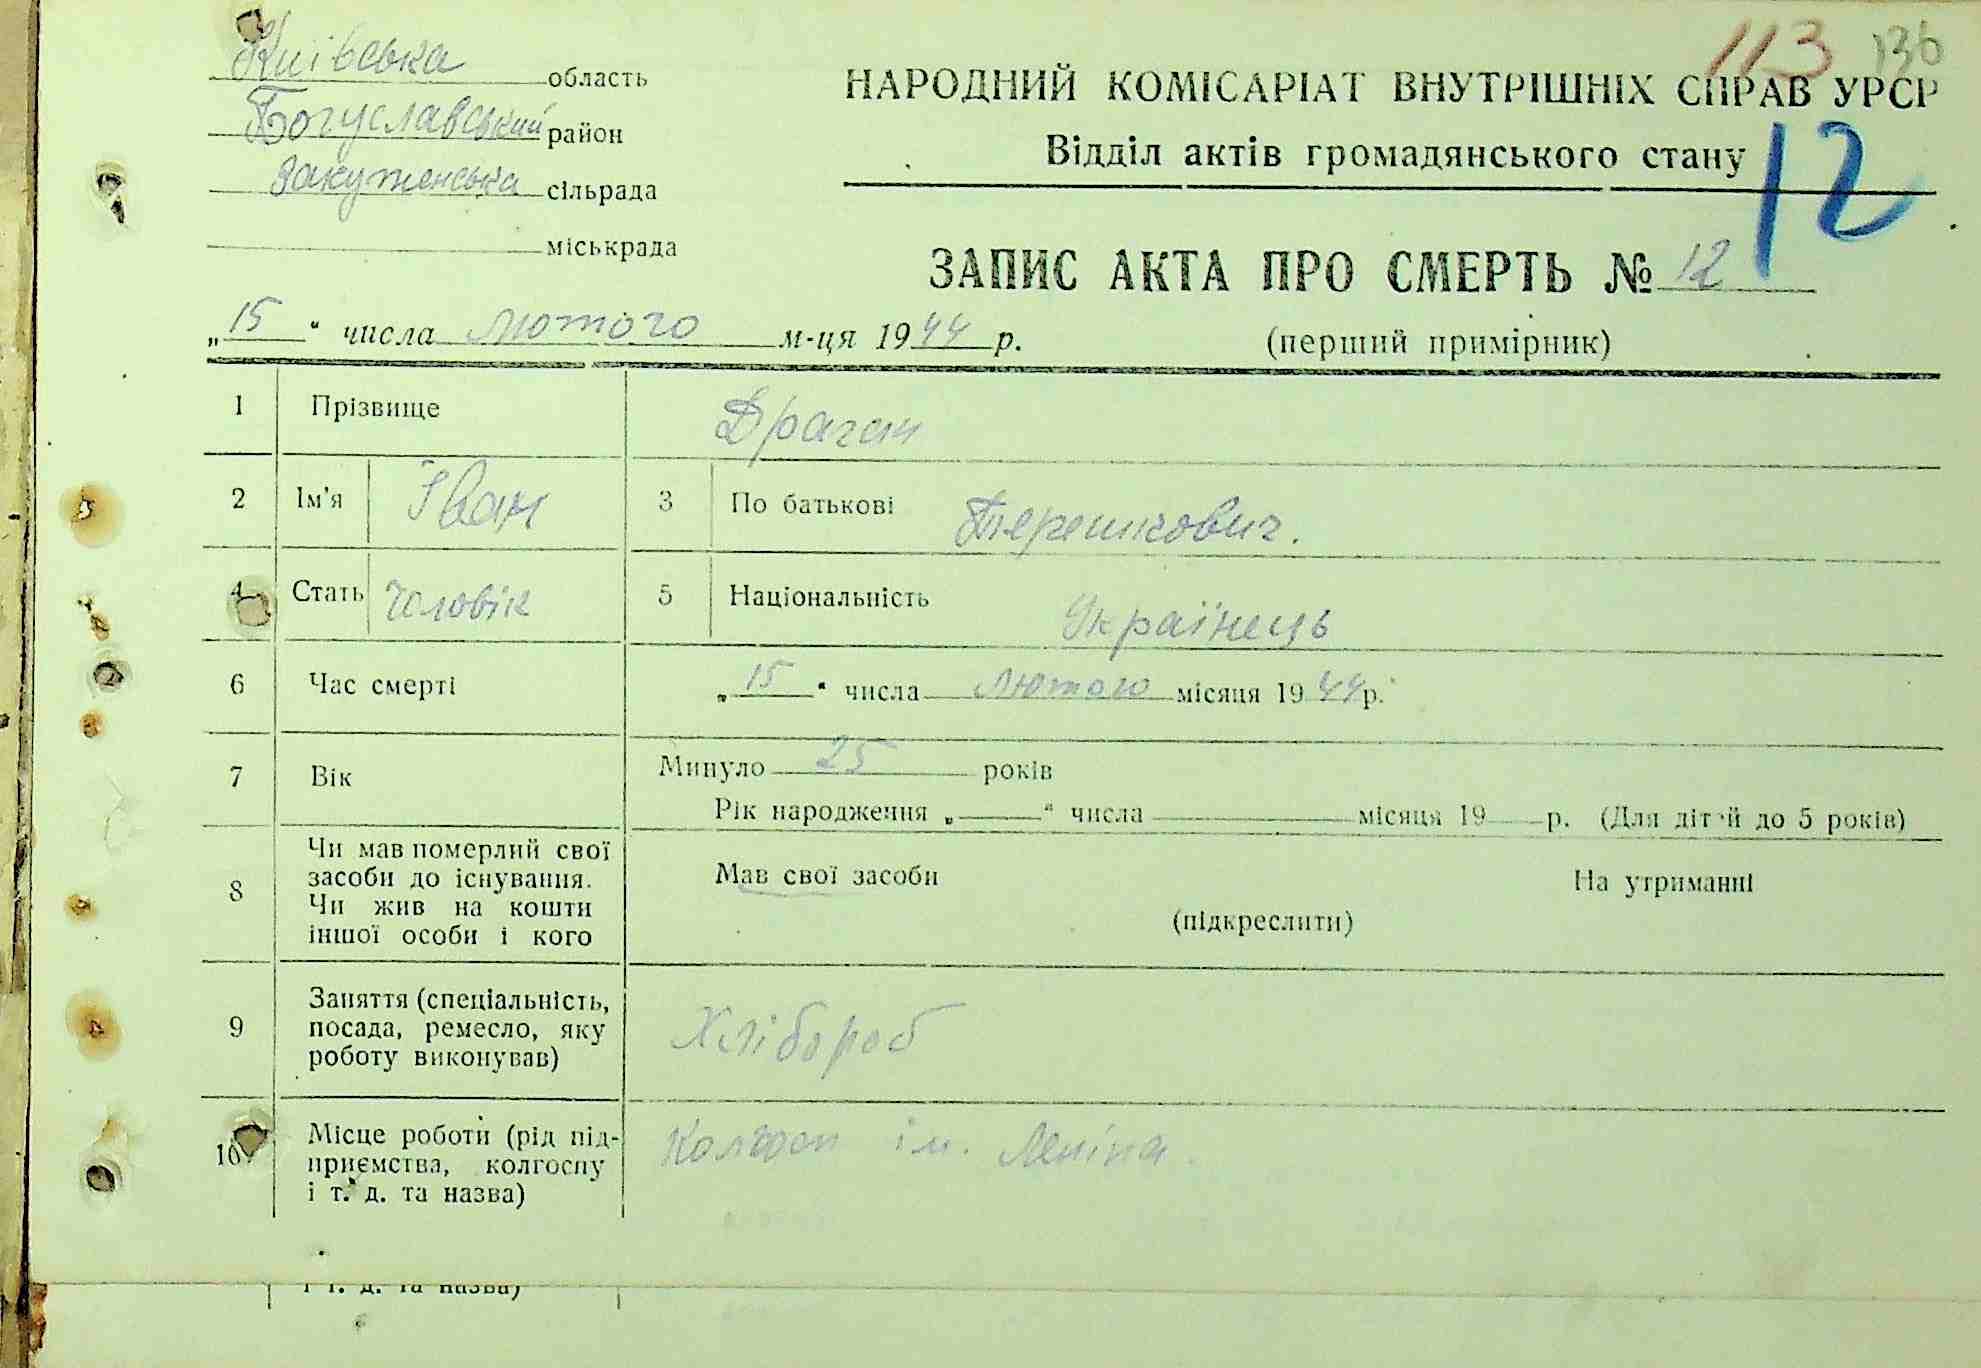 113 136
Київська область
НАРОДНИЙ КОМІСАРІАТ ВНУТРІШНІХ СПРАВ УРСР
Богуславський район
Відділ актів громадянського стану
12
Закутенська сільрада
міськрада
ЗАПИС АКТА ПРО СМЕРТЬ № 12
„15“ числа лютого м-ця 1944 р.
(перший примірник)
1 Прізвище Драган
2 Ім'я Іван 3 По батькові Терешкович.
4 Стать Чоловік 5 Національність Українець
6 Час смерті „15“ числа Лютого місяця 1944р.
7 Вік Минуло 25 років
Рік народження „ “ числа місяця 19 р. (Для дітей до 5 років)
8 Чи мав померлий свої засоби до існування. Чи жив на кошти іншої особи і кого
Мав свої засоби На утриманні
(підкреслити)
9 Заняття (спеціальність, посада, ремесло, яку роботу виконував) Хлібороб
10 Місце роботи (рід підприємства, колгоспу і т. д. та назва) Колгосп ім. Леніна.
і т. д. та назва)